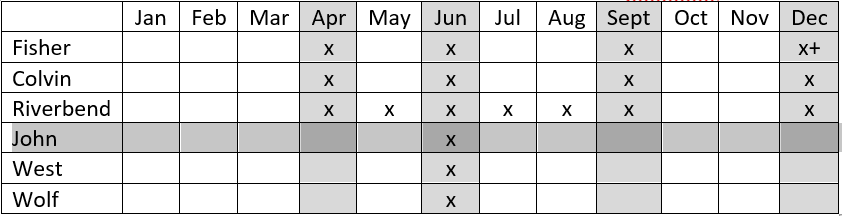 Jan Feb Mar Apr May Jun Jul Aug Sept Oct Nov Dec
Fisher x x x x+
Colvin x x x x
Riverbend x x x x x x x
John x
West x
Wolf x